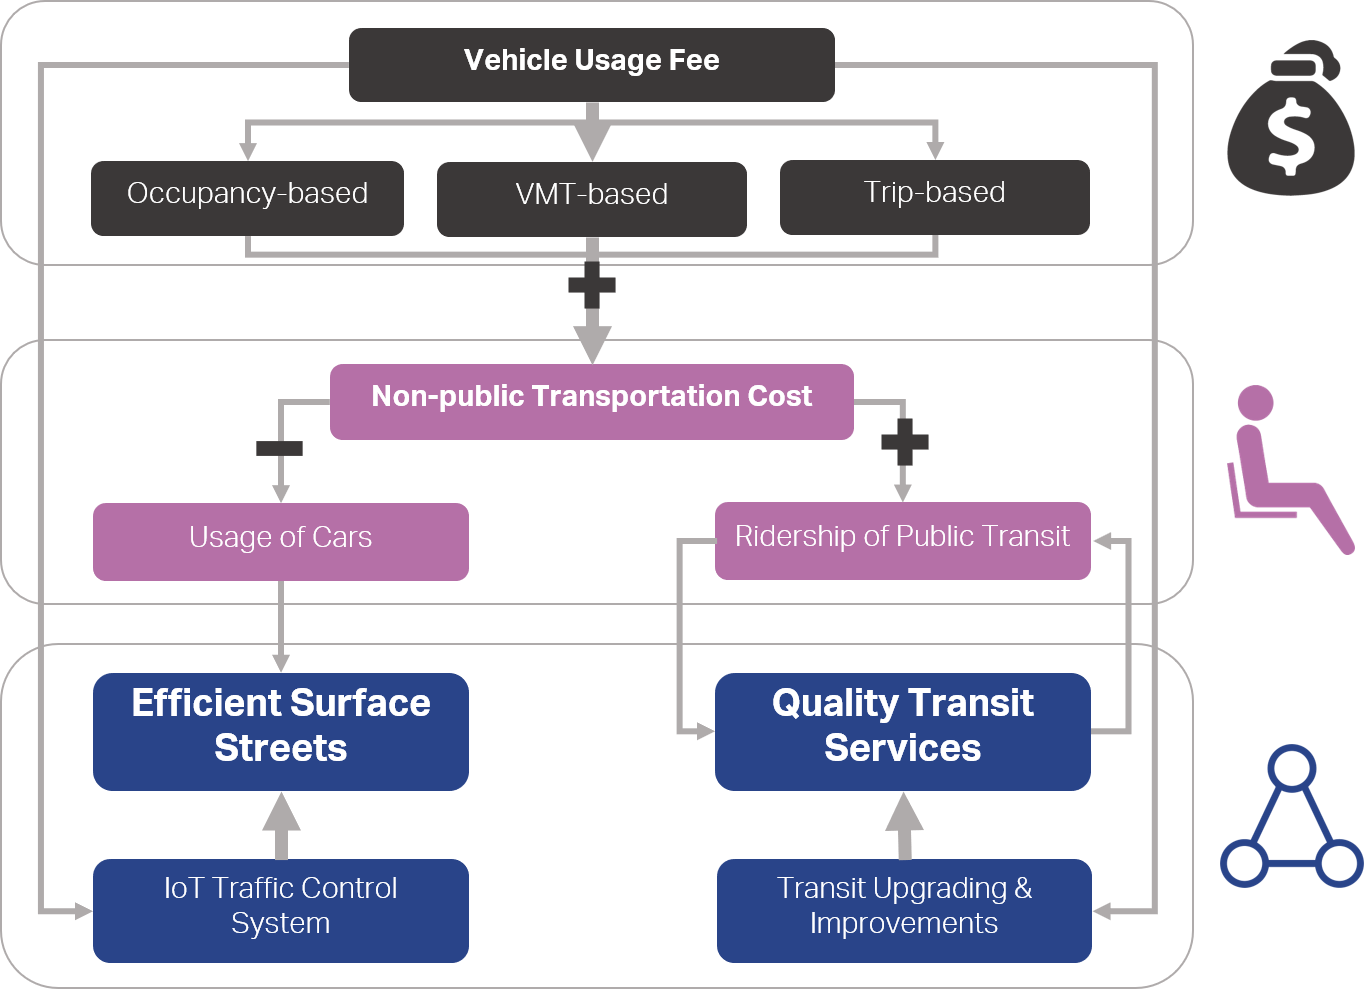 Vehicle Usage Fee
Occupancy-based
VMT-based
Trip-based
$
Non-public Transportation Cost
Usage of Cars
Ridership of Public Transit
Efficient Surface
Streets
Quality Transit
Services
IoT Traffic Control
System
Transit Upgrading &
Improvements